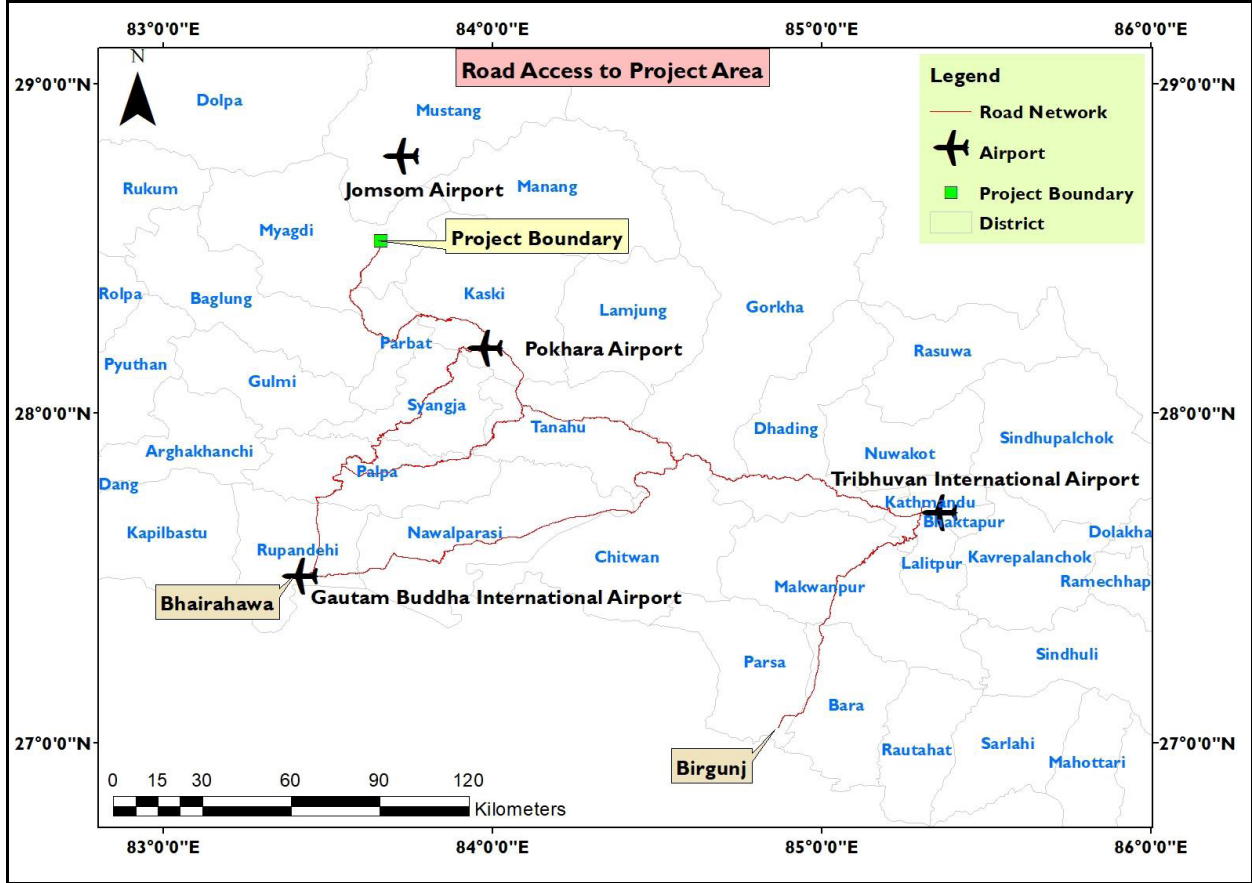 83°0'0"E 84°0'0"E 85°0'0"E 86°0'0"E
N
Road Access to Project Area
Legend
Road Network
Airport
Project Boundary
District
29°0'0"N 29°0'0"N
Dolpa
Mustang
Jomsom Airport
Rukum
Manang
Myagdi
Project Boundary
Rolpa
Baglung
Kaski
Lamjung
Gorkha
Parbat
Pokhara Airport
Rasuwa
Pyuthan
Gulmi
Syangja
28°0'0"N 28°0'0"N
Tanahu
Dhading
Sindhupalchok
Arghakhanchi
Nuwakot
Palpa
Dang
Tribhuvan International Airport
Kathmandu
Bhaktapur
Kapilbastu
Nawalparasi
Dolakha
Rupandehi
Chitwan
Lalitpur
Kavrepalanchok
Ramechhap
Makwanpur
Bhairahawa
Gautam Buddha International Airport
Sindhuli
Parsa
Bara
27°0'0"N 27°0'0"N
Rautahat
Sarlahi
Mahottari
Birgunj
0 15 30 60 90 120
Kilometers
83°0'0"E 84°0'0"E 85°0'0"E 86°0'0"E